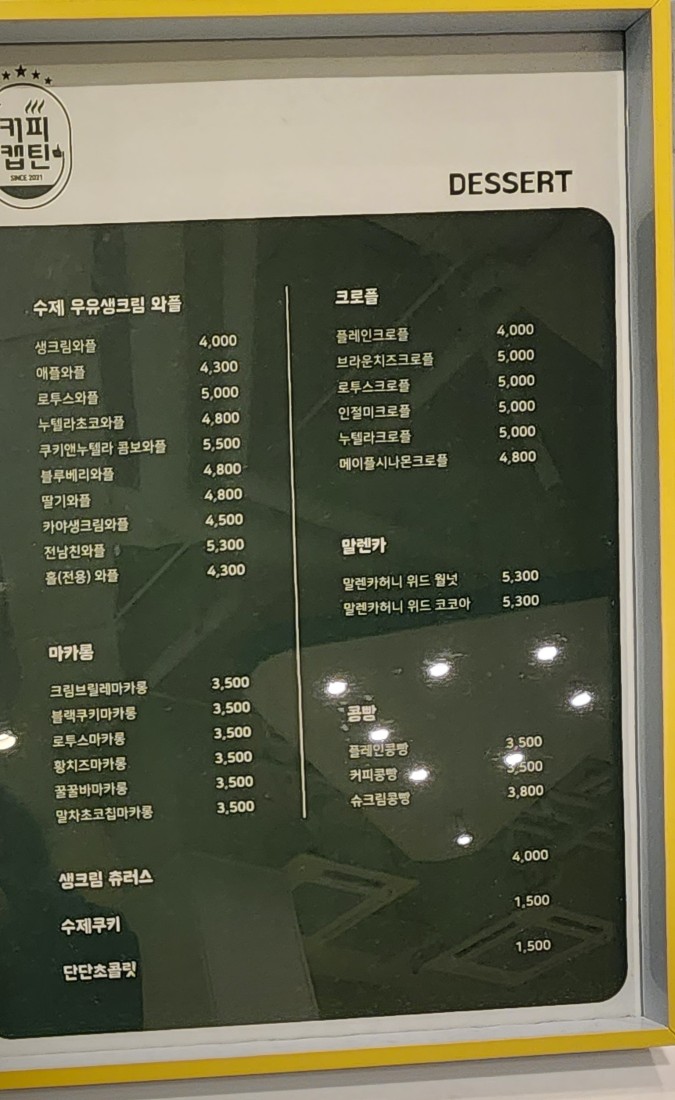 커피
캡틴
SINCE 2021
DESSERT
수제 우유생크림 와플
생크림와플 4,000
애플와플 4,300
로투스와플 5,000
누텔라초코와플 4,800
쿠키앤누텔라 콤보와플 5,500
블루베리와플 4,800
딸기와플 4,800
카야생크림와플 4,500
전남친와플 5,300
홀(전용) 와플 4,300
마카롱
크림브릴레마카롱 3,500
블랙쿠키마카롱 3,500
로투스마카롱 3,500
황치즈마카롱 3,500
꿀꿀바마카롱 3,500
말차초코칩마카롱 3,500
크로플
플레인크로플 4,000
브라운치즈크로플 5,000
로투스크로플 5,000
인절미크로플 5,000
누텔라크로플 5,000
메이플시나몬크로플 4,800
말렌카
말렌카허니 위드 월넛 5,300
말렌카허니 위드 코코아 5,300
콩빵
플레인콩빵 3,500
커피콩빵 3,500
슈크림콩빵 3,800
생크림 츄러스 4,000
수제쿠키 1,500
단단초콜릿 1,500